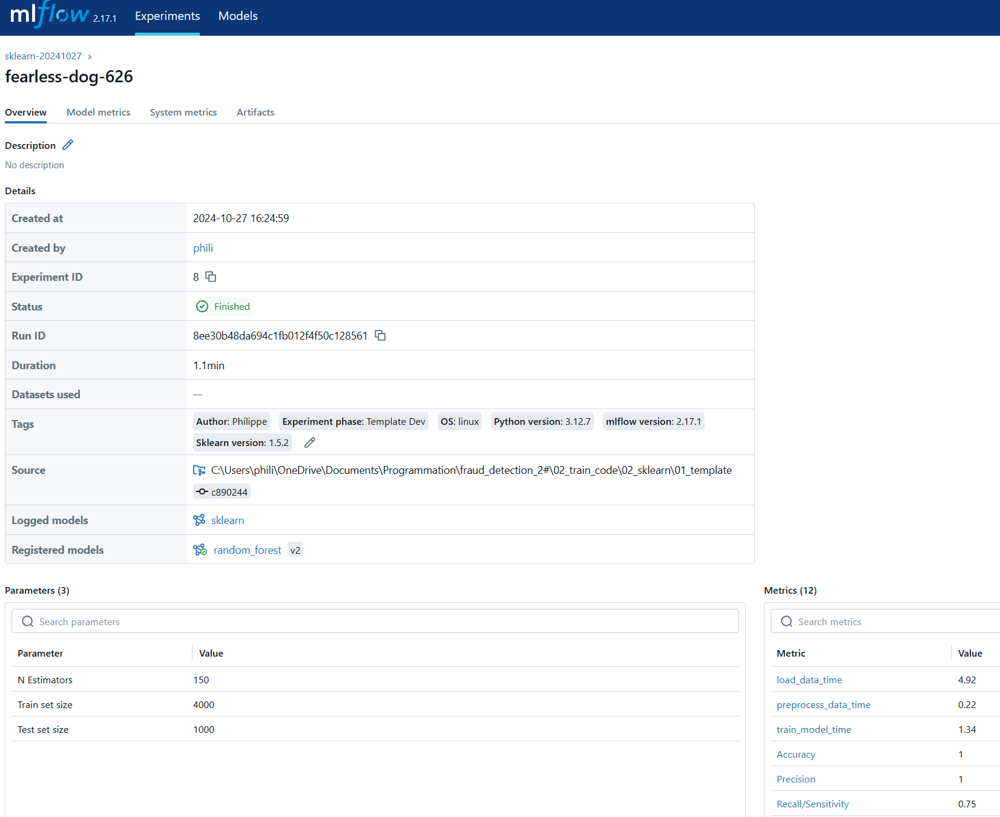 mlflow 2.17.1 Experiments Models
sklearn-20241027 ›
fearless-dog-626
Overview Model metrics System metrics Artifacts
Description
No description
Details
Created at 2024-10-27 16:24:59
Created by phili
Experiment ID 8
Status Finished
Run ID 8ee30b48da694c1fb012f4f50c128561
Duration 1.1min
Datasets used —
Tags Author: Philippe Experiment phase: Template Dev OS: linux Python version: 3.12.7 mlflow version: 2.17.1
Sklearn version: 1.5.2
Source C:\Users\phili\OneDrive\Documents\Programmation\fraud_detection_2#\02_train_code\02_sklearn\01_template
c890244
Logged models sklearn
Registered models random_forest v2
Parameters (3)
Search parameters
Parameter Value
N Estimators 150
Train set size 4000
Test set size 1000
Metrics (12)
Search metrics
Metric Value
load_data_time 4.92
preprocess_data_time 0.22
train_model_time 1.34
Accuracy 1
Precision 1
Recall/Sensitivity 0.75